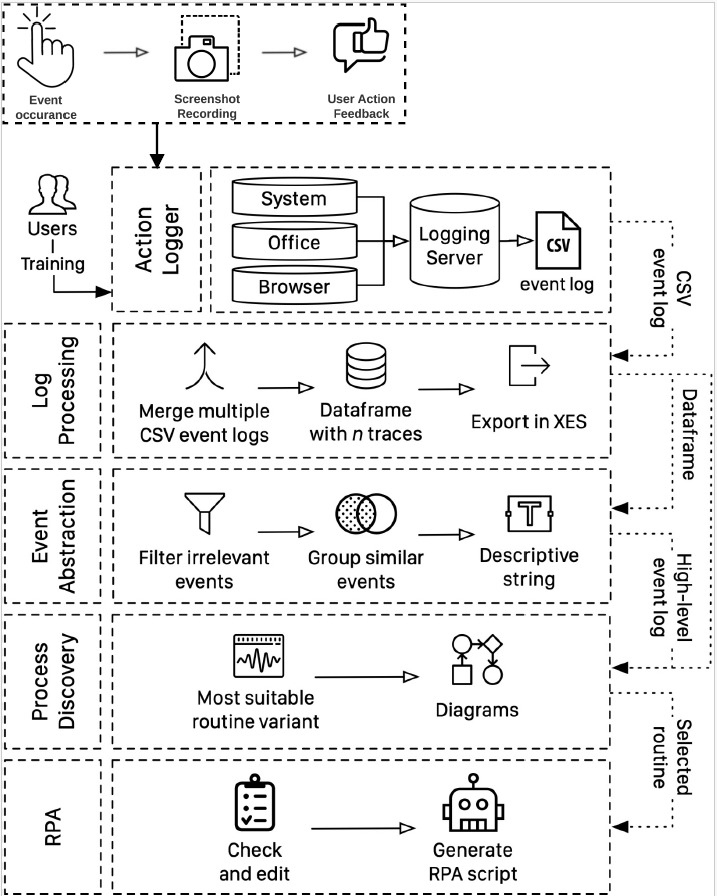 Event
occurance
Screenshot
Recording
User Action
Feedback
Users
Training
Action
Logger
System
Office
Browser
Logging
Server
CSV
event log
CSV
event log
Log
Processing
Merge multiple
CSV event logs
Dataframe
with n traces
Export in XES
Dataframe
Event
Abstraction
Filter irrelevant
events
Group similar
events
T
Descriptive
string
High-level
event log
Process
Discovery
Most suitable
routine variant
Diagrams
Selected
routine
RPA
Check
and edit
Generate
RPA script